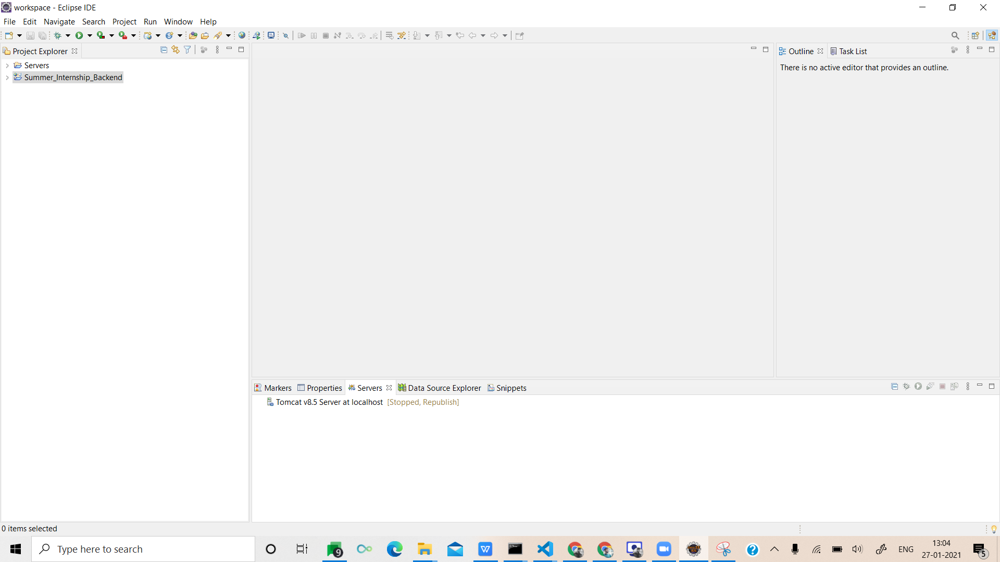 workspace - Eclipse IDE
File Edit Navigate Search Project Run Window Help
Project Explorer
Servers
Summer_Internship_Backend
Outline Task List
There is no active editor that provides an outline.
Markers Properties Servers Data Source Explorer Snippets
Tomcat v8.5 Server at localhost [Stopped, Republish]
0 items selected
Type here to search
9
W
ENG
13:04
27-01-2021
5